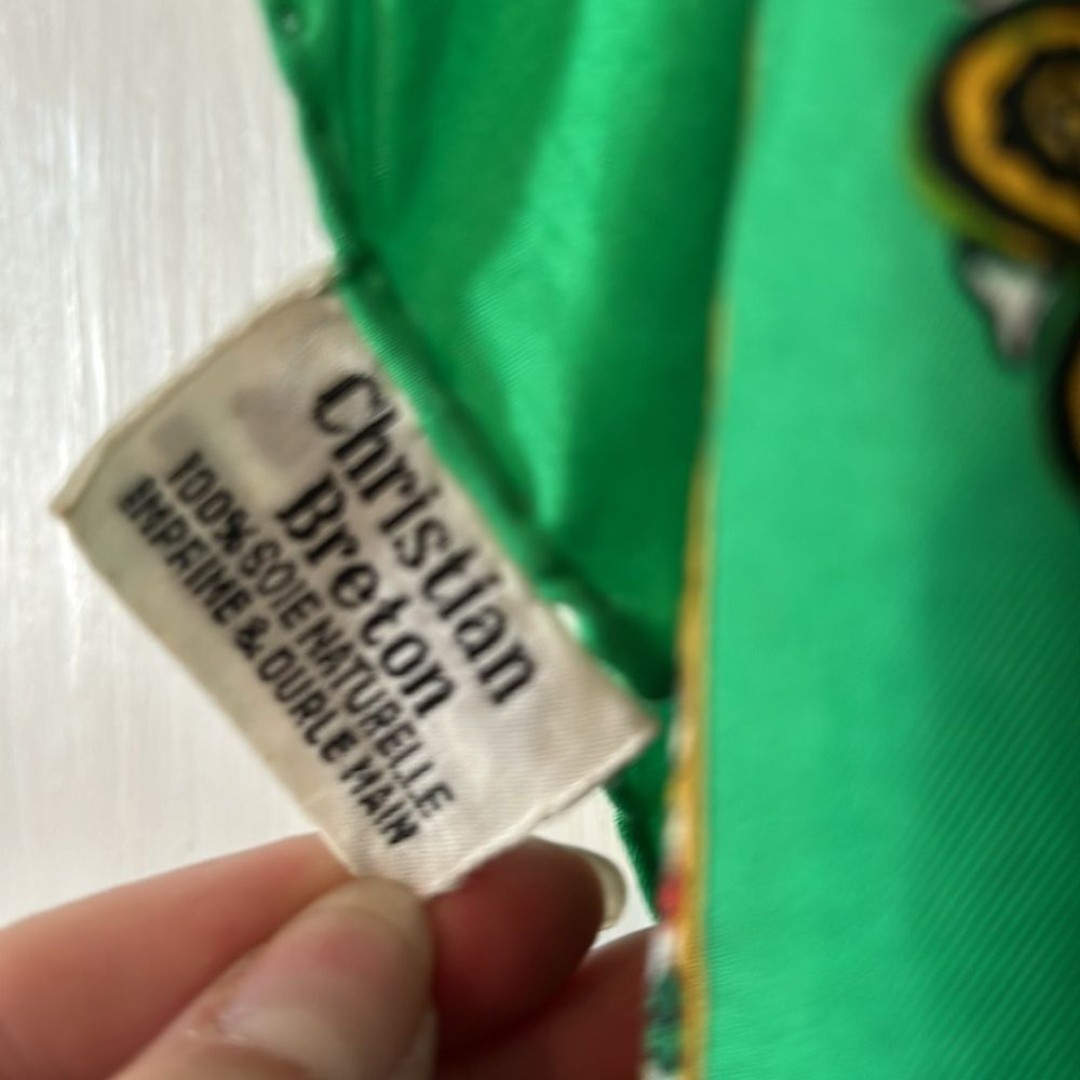 Christian
Breton
100% SOIE NATURELLE
IMPRIME & OURLE MAIN